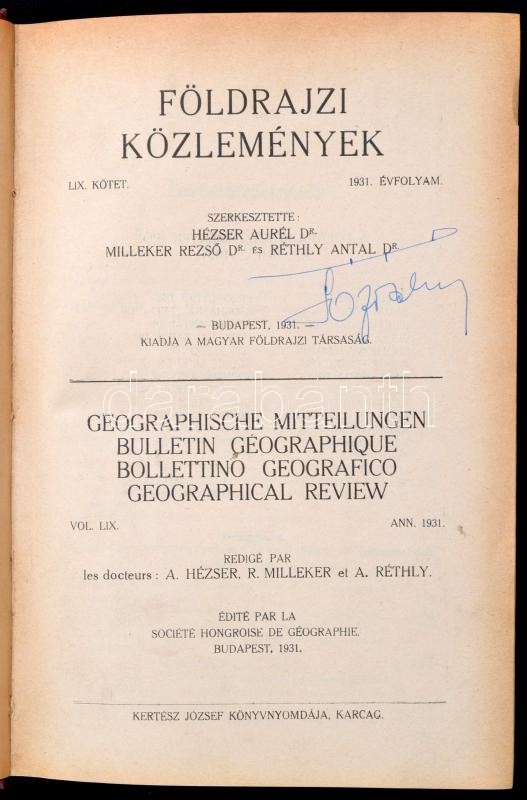 FÖLDRAJZI
KÖZLEMÉNYEK
LIX. KÖTET. 1931. ÉVFOLYAM.
SZERKESZTETTE:
HÉZSER AURÉL DR.
MILLEKER REZSŐ DR. ÉS RÉTHLY ANTAL DR.
— BUDAPEST, 1931. —
KIADJA A MAGYAR FÖLDRAJZI TÁRSASÁG.
darabanth
GEOGRAPHISCHE MITTEILUNGEN
BULLETIN GÉOGRAPHIQUE
BOLLETTINO GEOGRAFICO
GEOGRAPHICAL REVIEW
VOL. LIX. ANN. 1931.
REDIGÉ PAR
les docteurs: A. HÉZSER, R. MILLEKER et A. RÉTHLY.
ÉDITÉ PAR LA
SOCIÉTÉ HONGROISE DE GÉOGRAPHIE.
BUDAPEST, 1931.
KERTÉSZ JÓZSEF KÖNYVNYOMDÁJA, KARCAG.